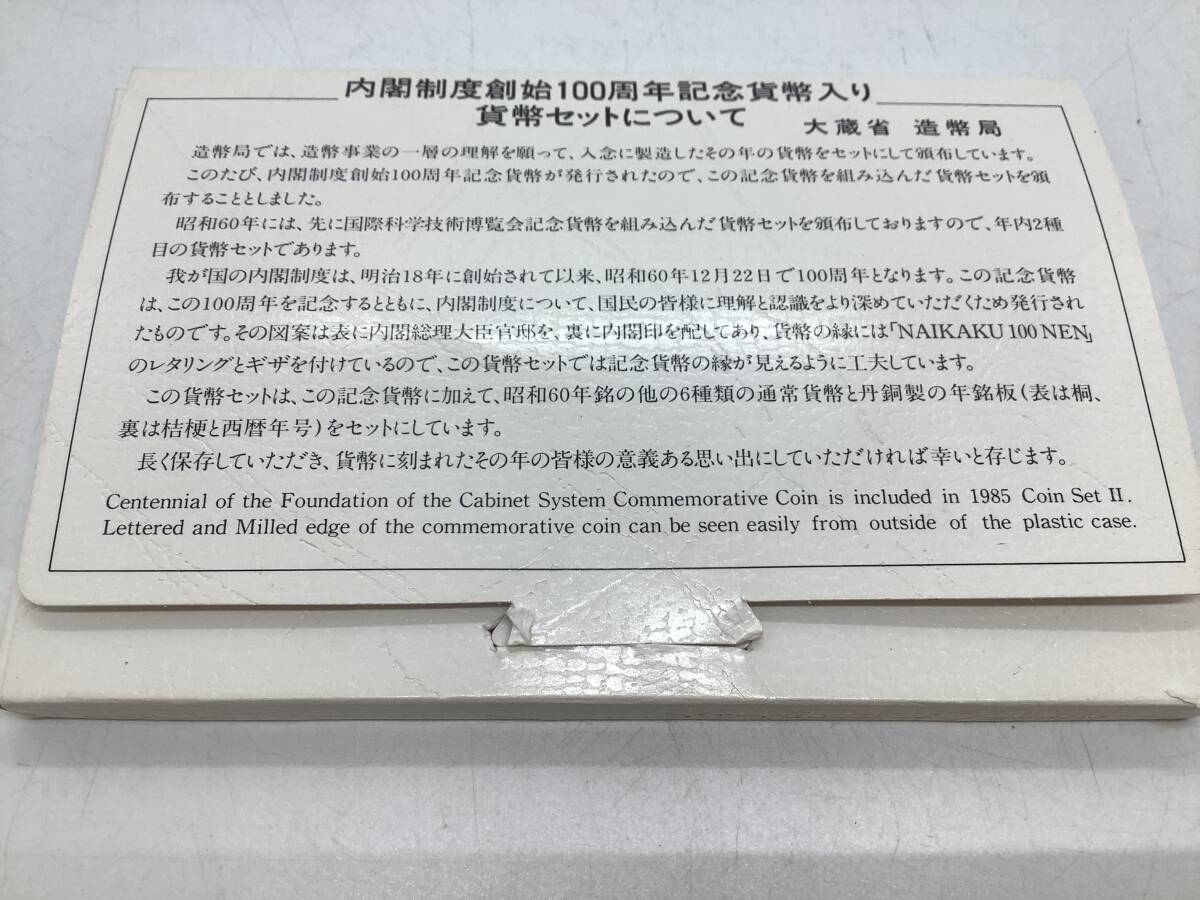 内閣制度創始100周年記念貨幣入り
貨幣セットについて
大蔵省 造幣局
造幣局では、造幣事業の一層の理解を願って、入念に製造したその年の貨幣をセットにして頒布しています。
このたび、内閣制度創始100周年記念貨幣が発行されたので、この記念貨幣を組み込んだ貨幣セットを頒
布することとしました。
昭和60年には、先に国際科学技術博覧会記念貨幣を組み込んだ貨幣セットを頒布しておりますので、年内2種
目の貨幣セットであります。
我が国の内閣制度は、明治18年に創始されて以来、昭和60年12月22日で100周年となります。この記念貨幣
は、この100周年を記念するとともに、内閣制度について、国民の皆様に理解と認識をより深めていただくため発行され
たものです。その図案は表に内閣総理大臣官邸を、裏に内閣印を配してあり、貨幣の縁には「NAIKAKU 100 NEN」
のレタリングとギザを付けているので、この貨幣セットでは記念貨幣の縁が見えるように工夫しています。
この貨幣セットは、この記念貨幣に加えて、昭和60年銘の他の6種類の通常貨幣と丹銅製の年銘板(表は桐、
裏は桔梗と西暦年号)をセットにしています。
長く保存していただき、貨幣に刻まれたその年の皆様の意義ある思い出にしていただければ幸いと存じます。
Centennial of the Foundation of the Cabinet System Commemorative Coin is included in 1985 Coin Set II.
Lettered and Milled edge of the commemorative coin can be seen easily from outside of the plastic case.